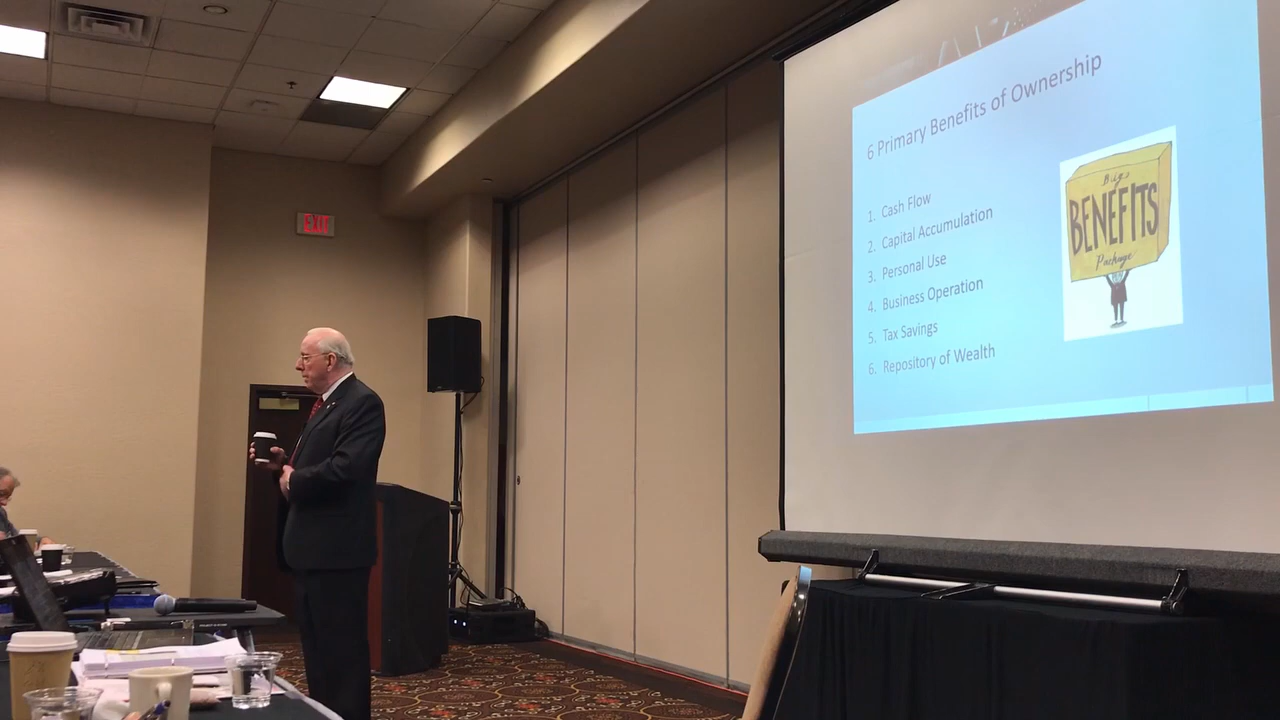 EXIT
6 Primary Benefits of Ownership
1. Cash Flow
2. Capital Accumulation
3. Personal Use
4. Business Operation
5. Tax Savings
6. Repository of Wealth
Big
BENEFITS
Package